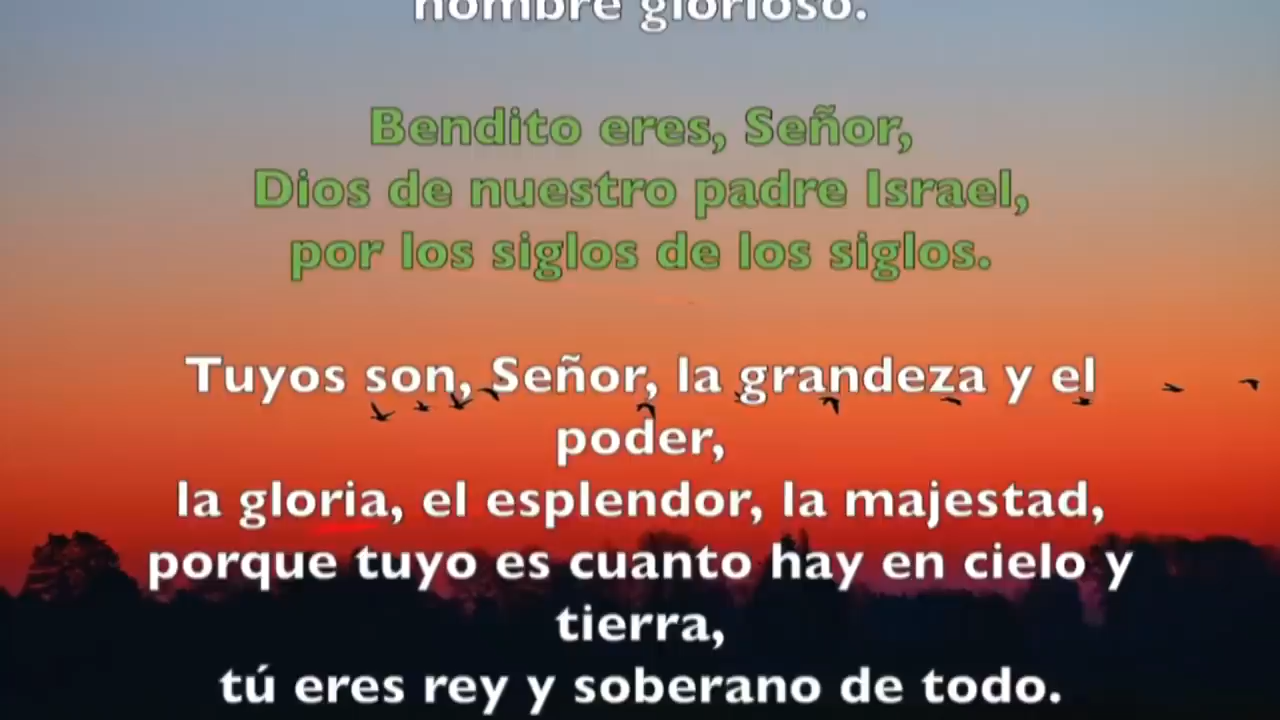 nombre glorioso.
Bendito eres, Señor,
Dios de nuestro padre Israel,
por los siglos de los siglos.
Tuyos son, Señor, la grandeza y el
poder,
la gloria, el esplendor, la majestad,
porque tuyo es cuanto hay en cielo y
tierra,
tú eres rey y soberano de todo.